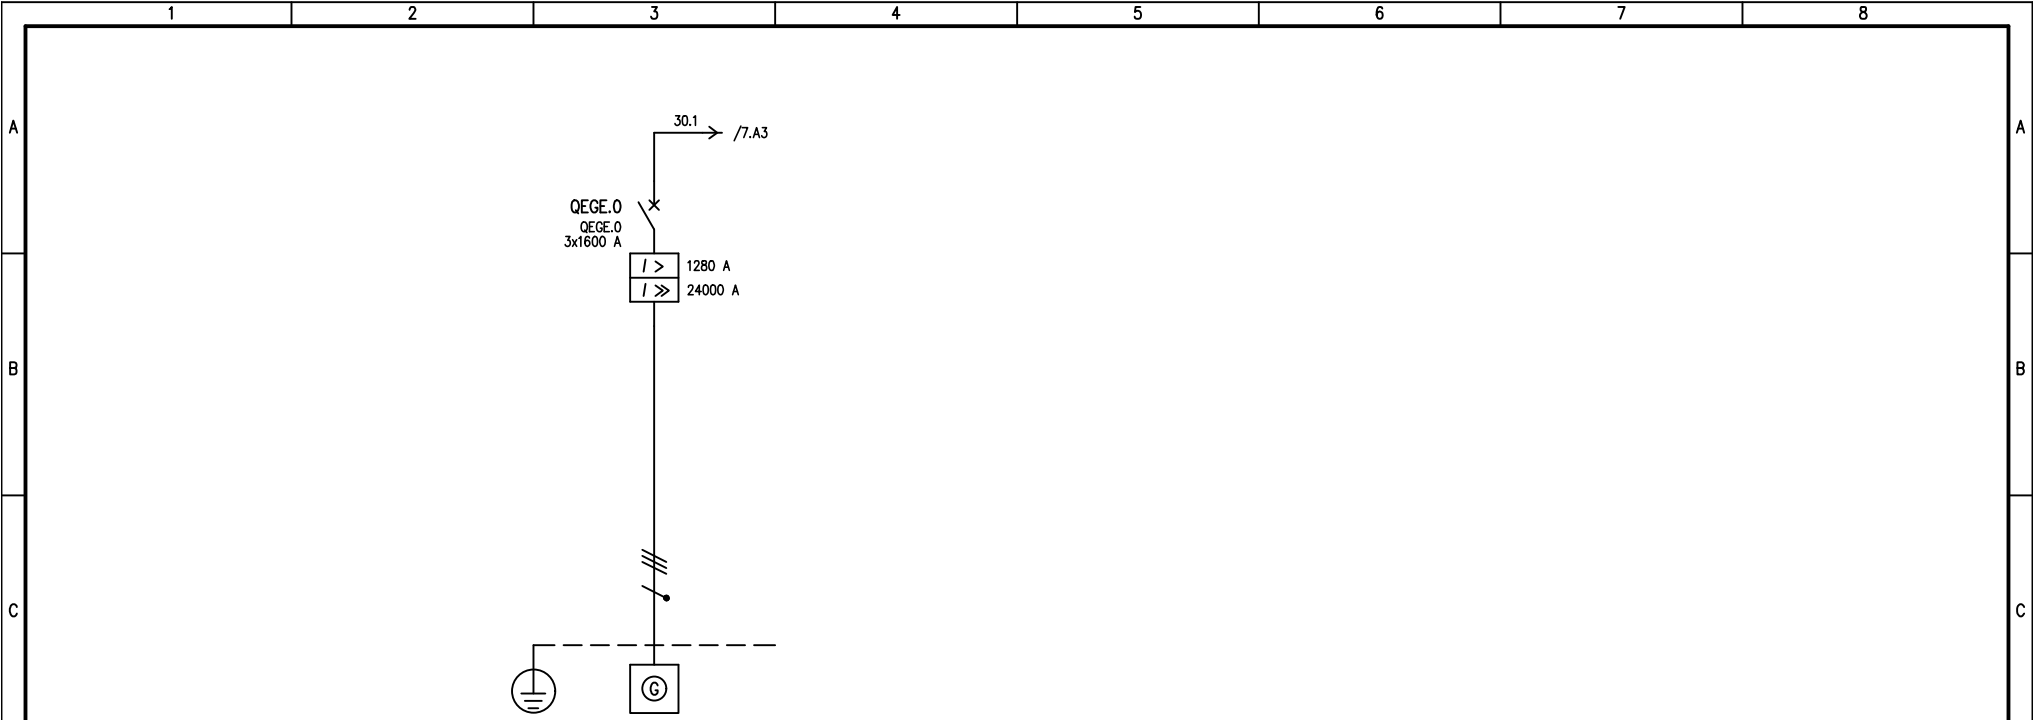 1 2 3 4 5 6 7 8
A A
30.1
/7.A3
QEGE.0
QEGE.0
3x1600 A
I > 1280 A
I >> 24000 A
B B
C C
G